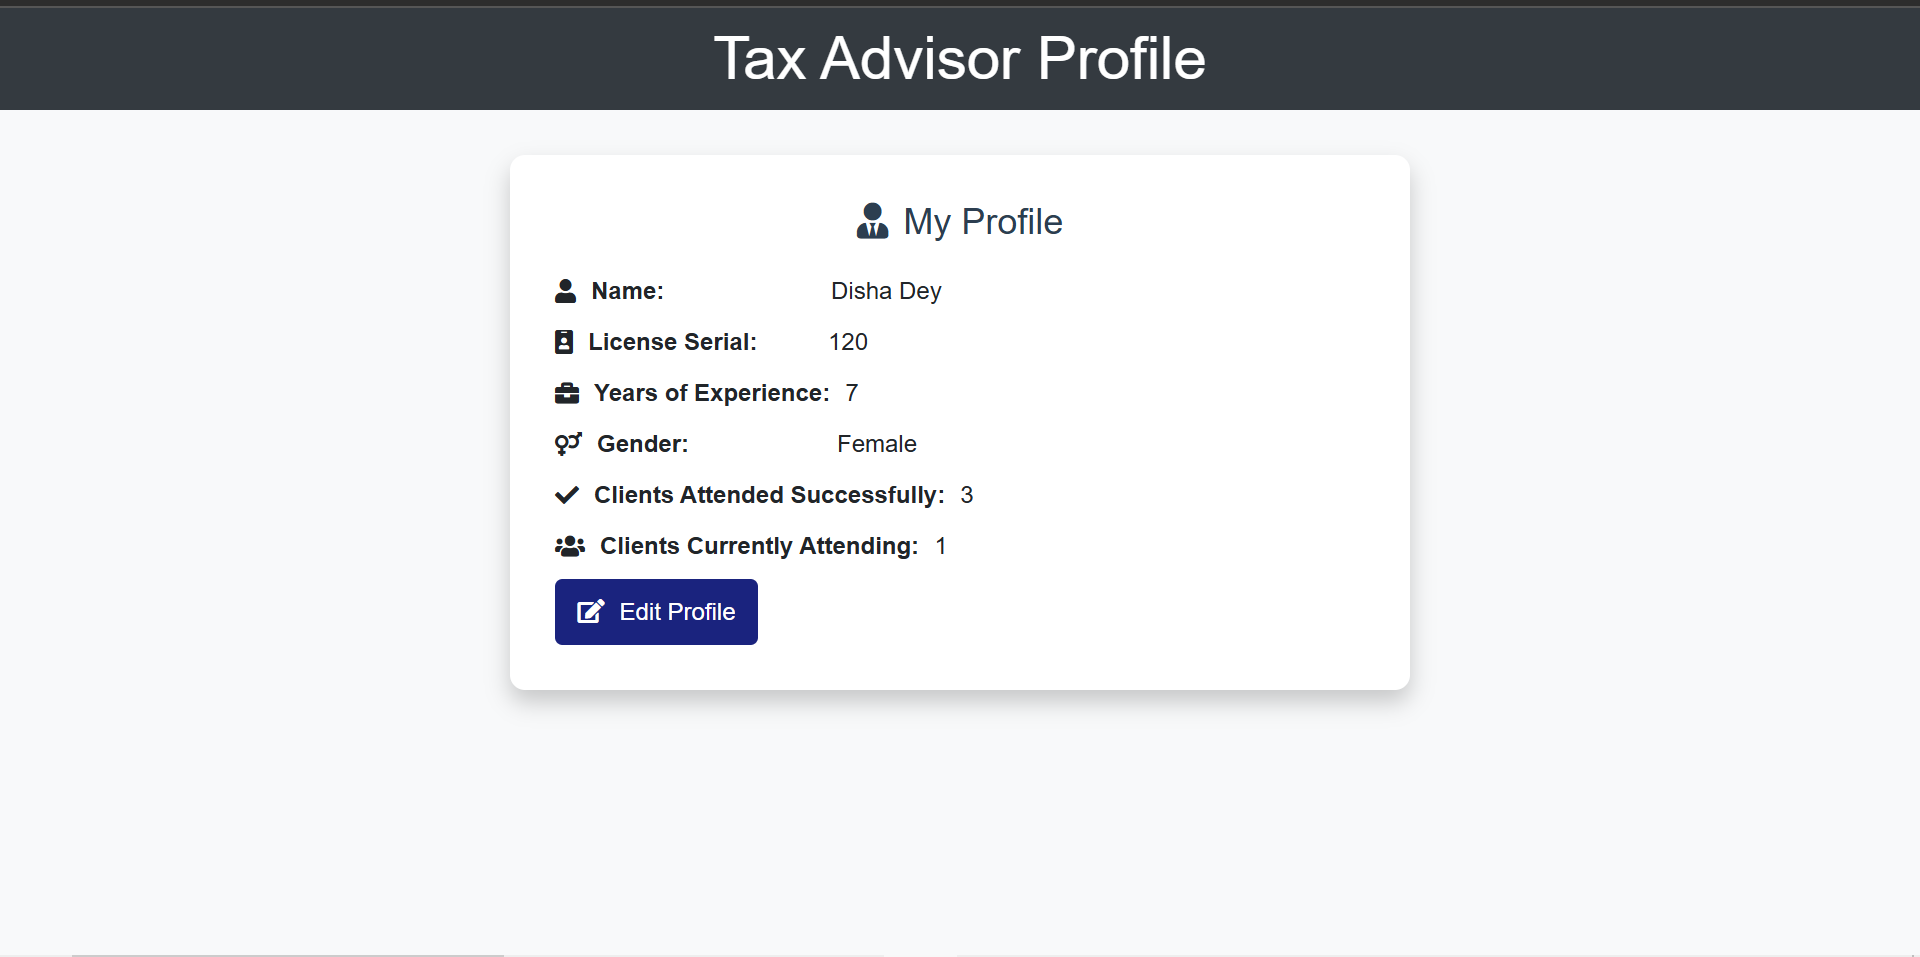 Tax Advisor Profile
My Profile
Name: Disha Dey
License Serial: 120
Years of Experience: 7
Gender: Female
Clients Attended Successfully: 3
Clients Currently Attending: 1
Edit Profile